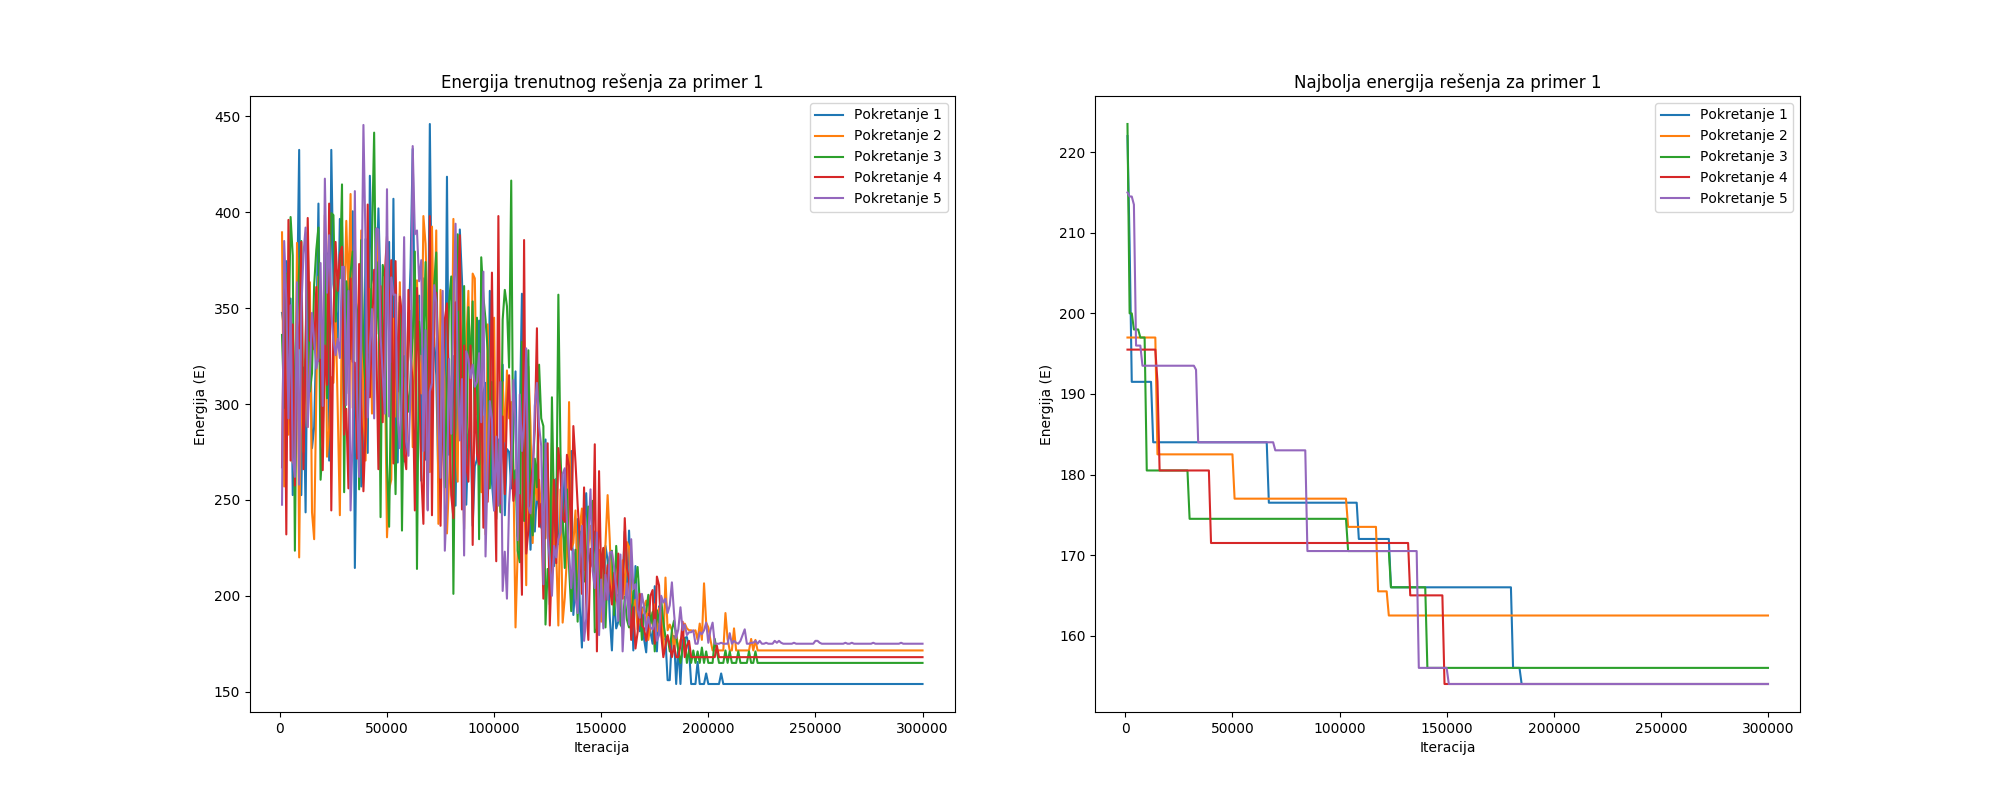 Energija trenutnog rešenja za primer 1
450
400
350
300
250
200
150
Energija (E)
0
50000
100000
150000
200000
250000
300000
Iteracija
Pokretanje 1
Pokretanje 2
Pokretanje 3
Pokretanje 4
Pokretanje 5
Najbolja energija rešenja za primer 1
220
210
200
190
180
170
160
Energija (E)
0
50000
100000
150000
200000
250000
300000
Iteracija
Pokretanje 1
Pokretanje 2
Pokretanje 3
Pokretanje 4
Pokretanje 5